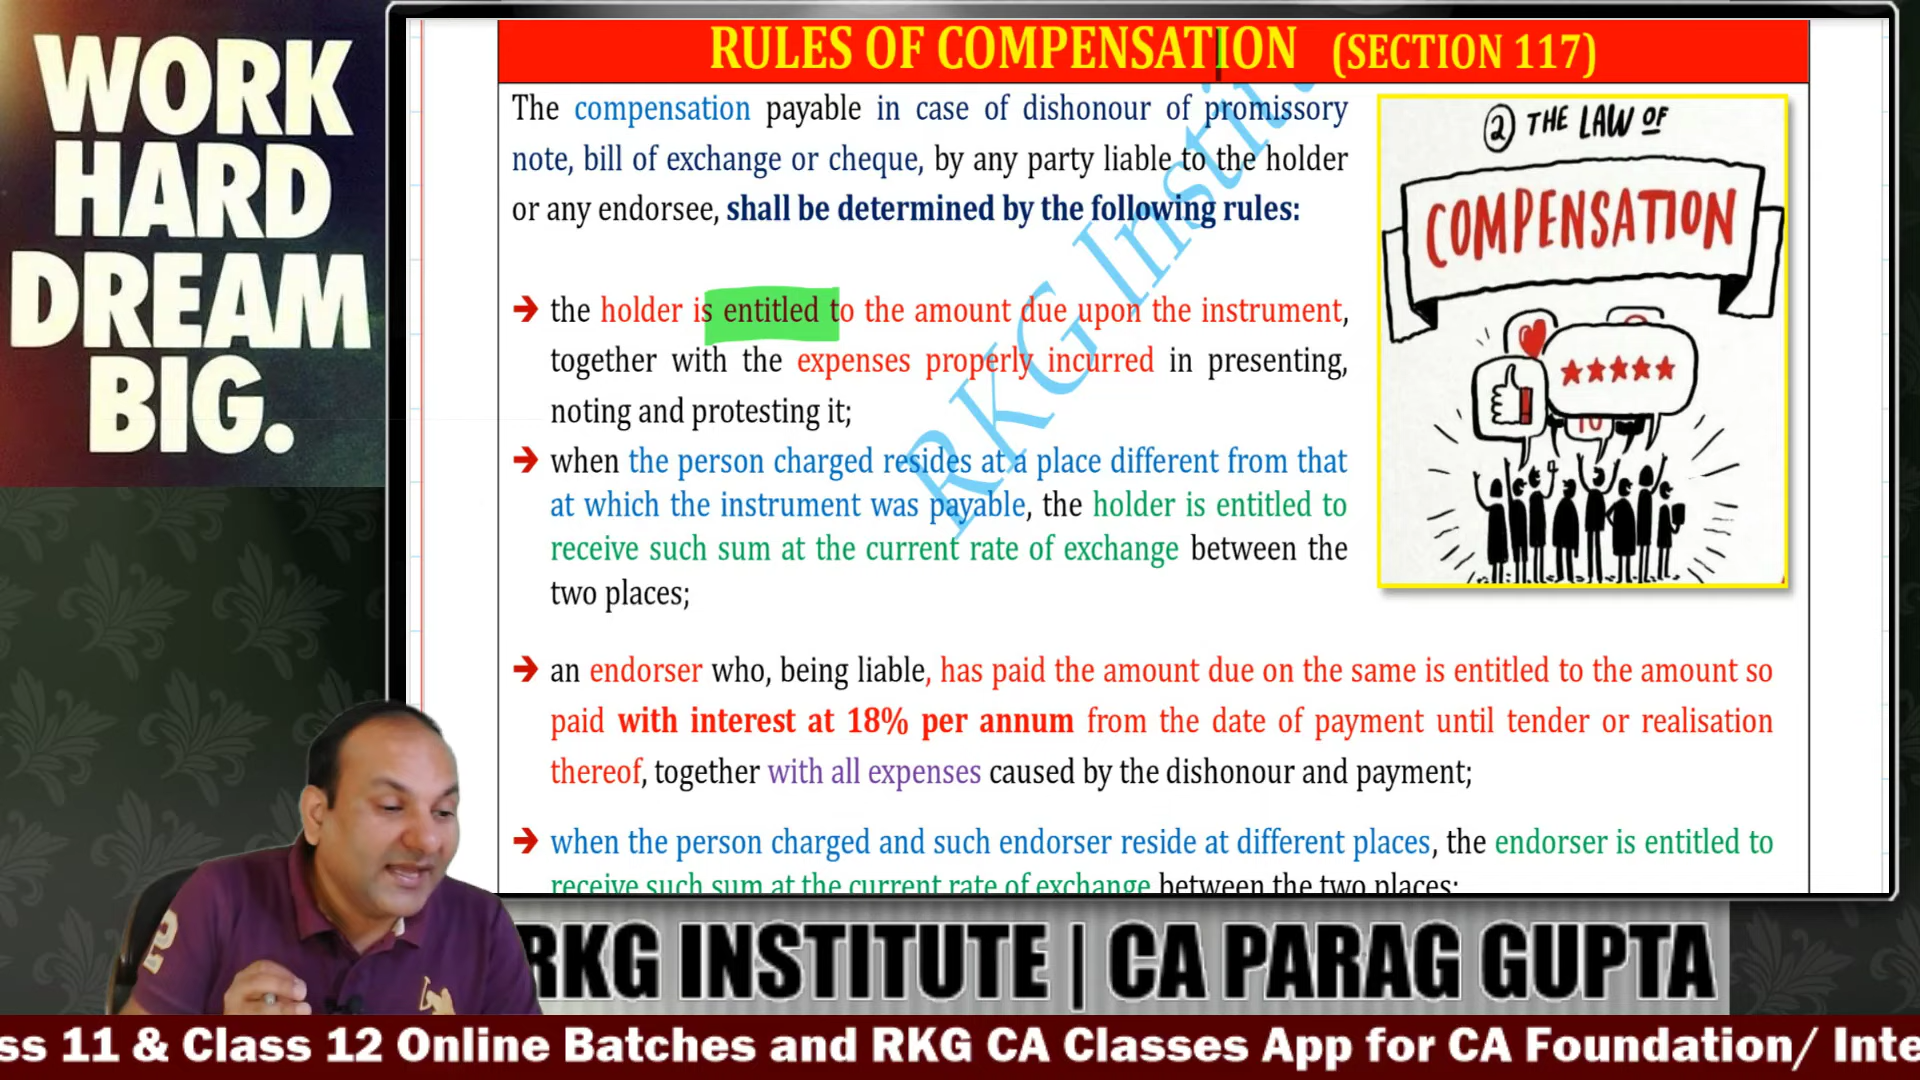 WORK
HARD
DREAM
BIG.
RULES OF COMPENSATION (SECTION 117)
The compensation payable in case of dishonour of promissory
note, bill of exchange or cheque, by any party liable to the holder
or any endorsee, shall be determined by the following rules:
➔ the holder is entitled to the amount due upon the instrument,
together with the expenses properly incurred in presenting,
noting and protesting it;
➔ when the person charged resides at a place different from that
at which the instrument was payable, the holder is entitled to
receive such sum at the current rate of exchange between the
two places;
➔ an endorser who, being liable, has paid the amount due on the same is entitled to the amount so
paid with interest at 18% per annum from the date of payment until tender or realisation
thereof, together with all expenses caused by the dishonour and payment;
➔ when the person charged and such endorser reside at different places, the endorser is entitled to
receive such sum at the current rate of exchange between the two places;
② THE LAW OF
COMPENSATION
RKG Institu
2
RKG INSTITUTE | CA PARAG GUPTA
ss 11 & Class 12 Online Batches and RKG CA Classes App for CA Foundation/ Inte